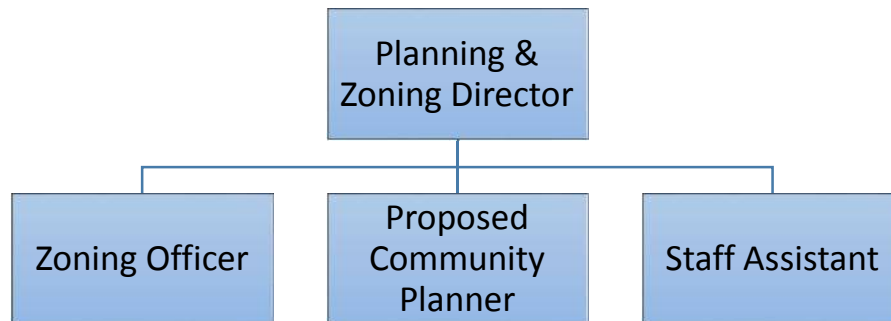 Planning &
Zoning Director
Zoning Officer
Proposed
Community
Planner
Staff Assistant